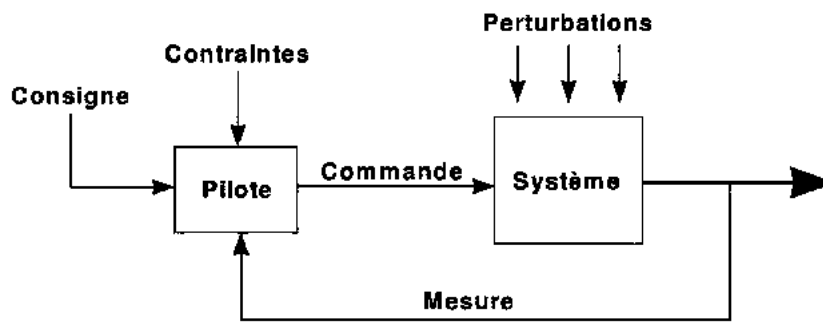 Perturbations
Contraintes
Consigne
Commande
Pilote
Système
Mesure